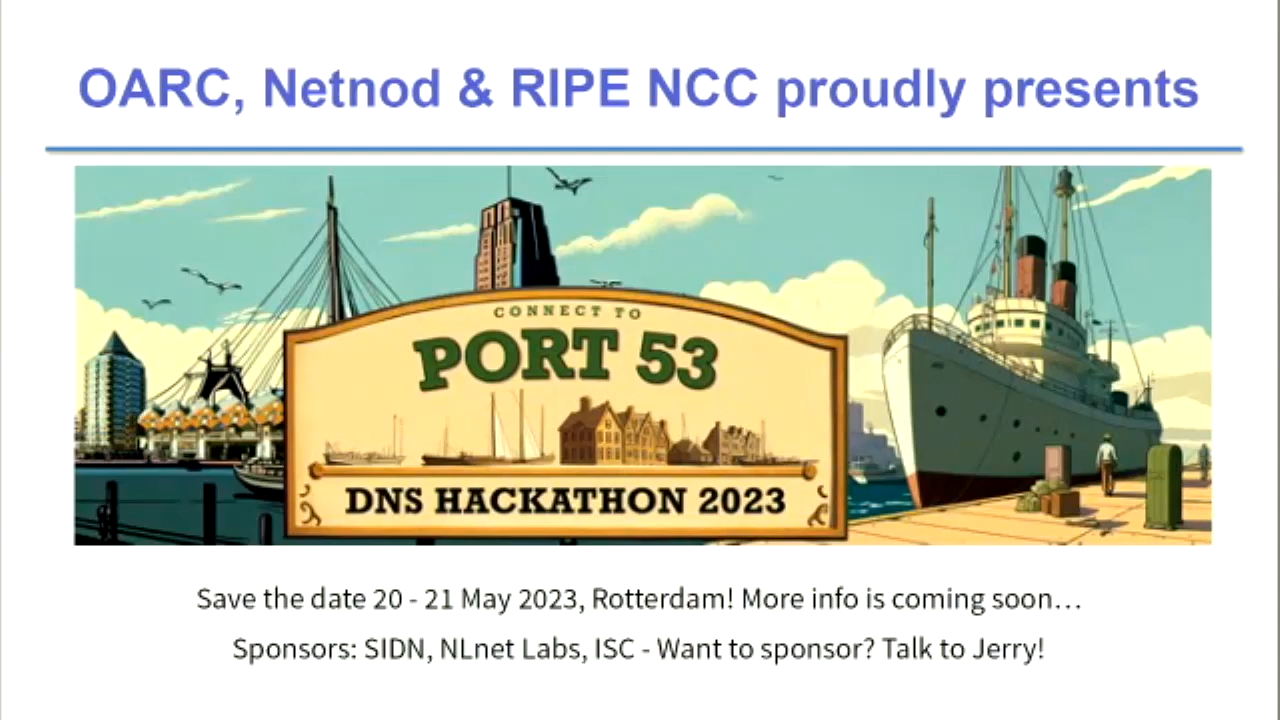 OARC, Netnod & RIPE NCC proudly presents
CONNECT TO
PORT 53
DNS HACKATHON 2023
Save the date 20 - 21 May 2023, Rotterdam! More info is coming soon…
Sponsors: SIDN, NLnet Labs, ISC - Want to sponsor? Talk to Jerry!